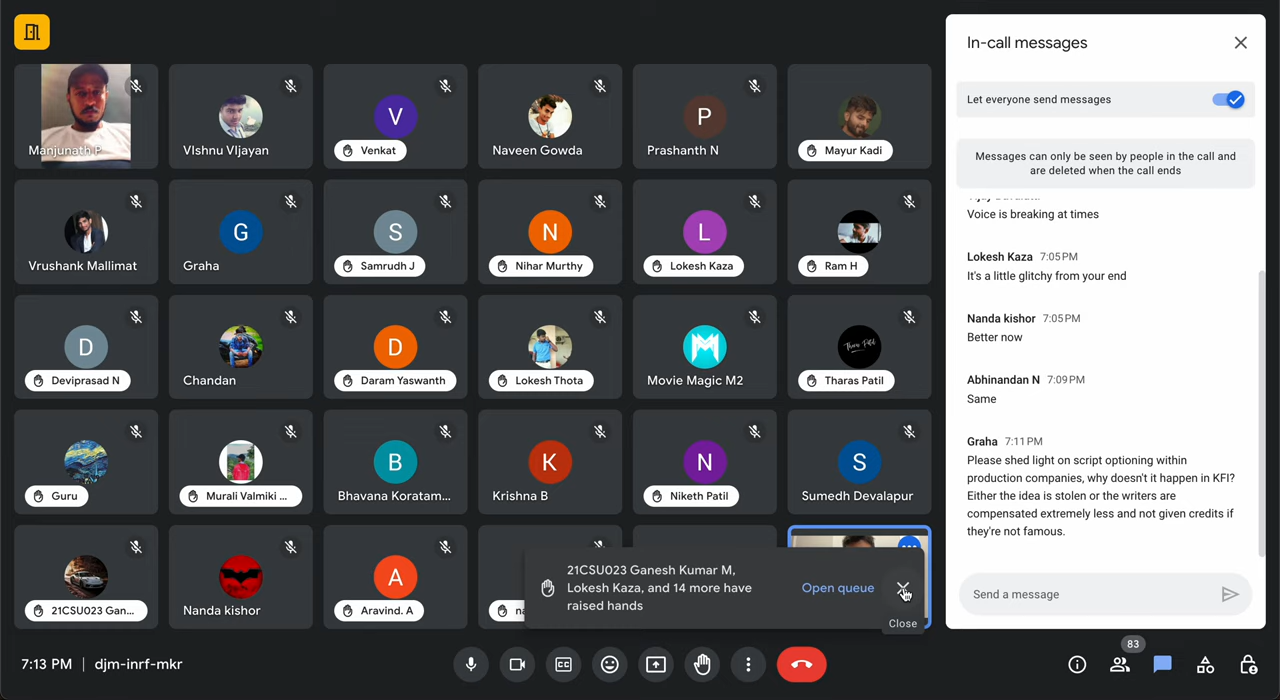 In-call messages
Let everyone send messages
Messages can only be seen by people in the call and
are deleted when the call ends
Voice is breaking at times
Lokesh Kaza 7:05 PM
It's a little glitchy from your end
Nanda kishor 7:05 PM
Better now
Abhinandan N 7:09 PM
Same
Graha 7:11 PM
Please shed light on script optioning within
production companies, why doesn't it happen in KFI?
Either the idea is stolen or the writers are
compensated extremely less and not given credits if
they're not famous.
Send a message
Manjunath P
VIshnu VIjayan
V
Venkat
Naveen Gowda
P
Prashanth N
Mayur Kadi
Vrushank Mallimat
G
Graha
S
Samrudh J
N
Nihar Murthy
L
Lokesh Kaza
Ram H
D
Deviprasad N
Chandan
D
Daram Yaswanth
Lokesh Thota
M
Movie Magic M2
Tharas Patil
Guru
Murali Valmiki ...
B
Bhavana Koratam...
K
Krishna B
N
Niketh Patil
S
Sumedh Devalapur
21CSU023 Gan...
Nanda kishor
A
Aravind. A
na
21CSU023 Ganesh Kumar M,
Lokesh Kaza, and 14 more have
raised hands
Open queue
Close
7:13 PM | djm-inrf-mkr
CC
83